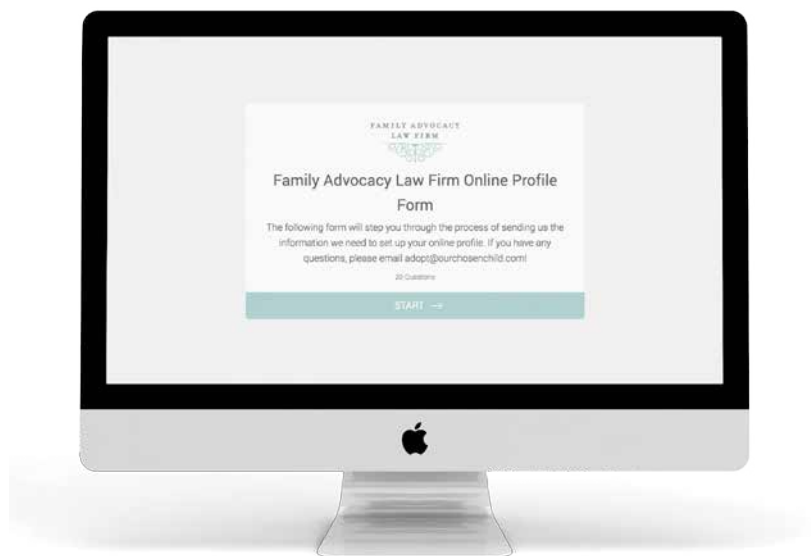 FAMILY ADVOCACY
LAW FIRM
Family Advocacy Law Firm Online Profile
Form
The following form will step you through the process of sending us the
information we need to set up your online profile. If you have any
questions, please email adopt@ourchosenchild.com!
20 Questions
START →